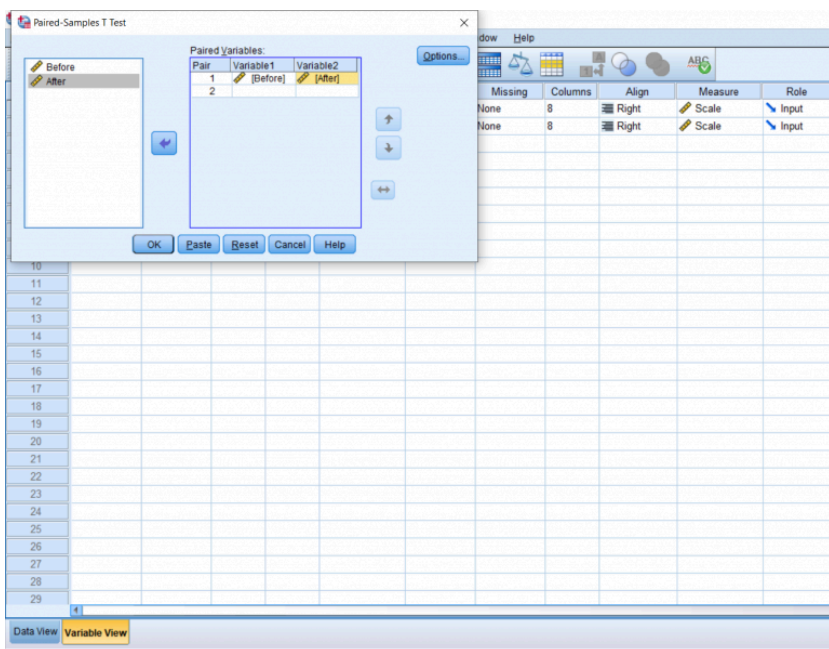 Paired-Samples T Test
dow Help
Paired Variables:
Options...
Before
After
Pair Variable1 Variable2
1 [Before] [After]
2
OK Paste Reset Cancel Help
Missing Columns Align Measure Role
None 8 Right Scale Input
None 8 Right Scale Input
10
11
12
13
14
15
16
17
18
19
20
21
22
23
24
25
26
27
28
29
Data View Variable View